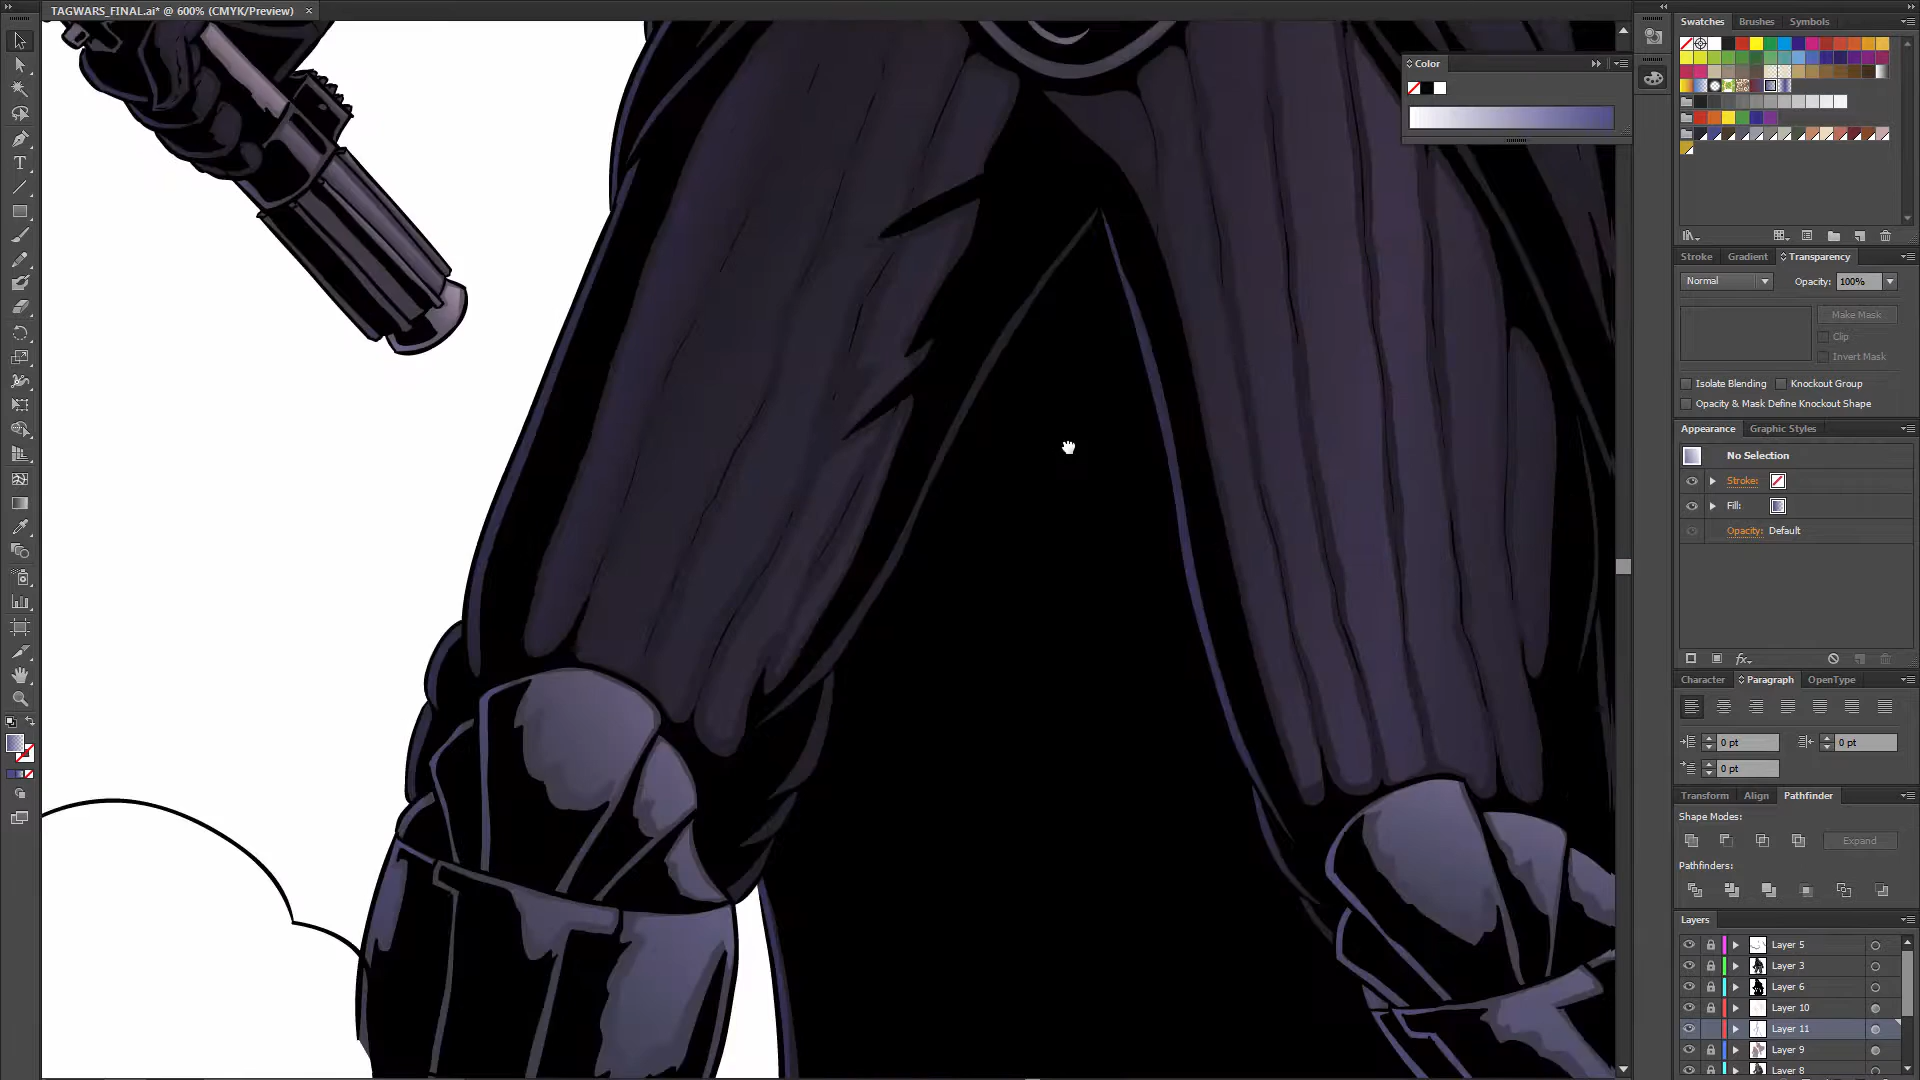 TAGWARS_FINAL.ai* @ 600% (CMYK/Preview)
Color
Swatches Brushes Symbols
Stroke Gradient Transparency
Normal Opacity: 100%
Make Mask
Clip
Invert Mask
Isolate Blending Knockout Group
Opacity & Mask Define Knockout Shape
Appearance Graphic Styles
No Selection
Stroke:
Fill:
Opacity: Default
fx
Character Paragraph OpenType
0 pt 0 pt
0 pt
Transform Align Pathfinder
Shape Modes:
Expand
Pathfinders:
Layers
Layer 5
Layer 3
Layer 6
Layer 10
Layer 11
Layer 9
Layer 8